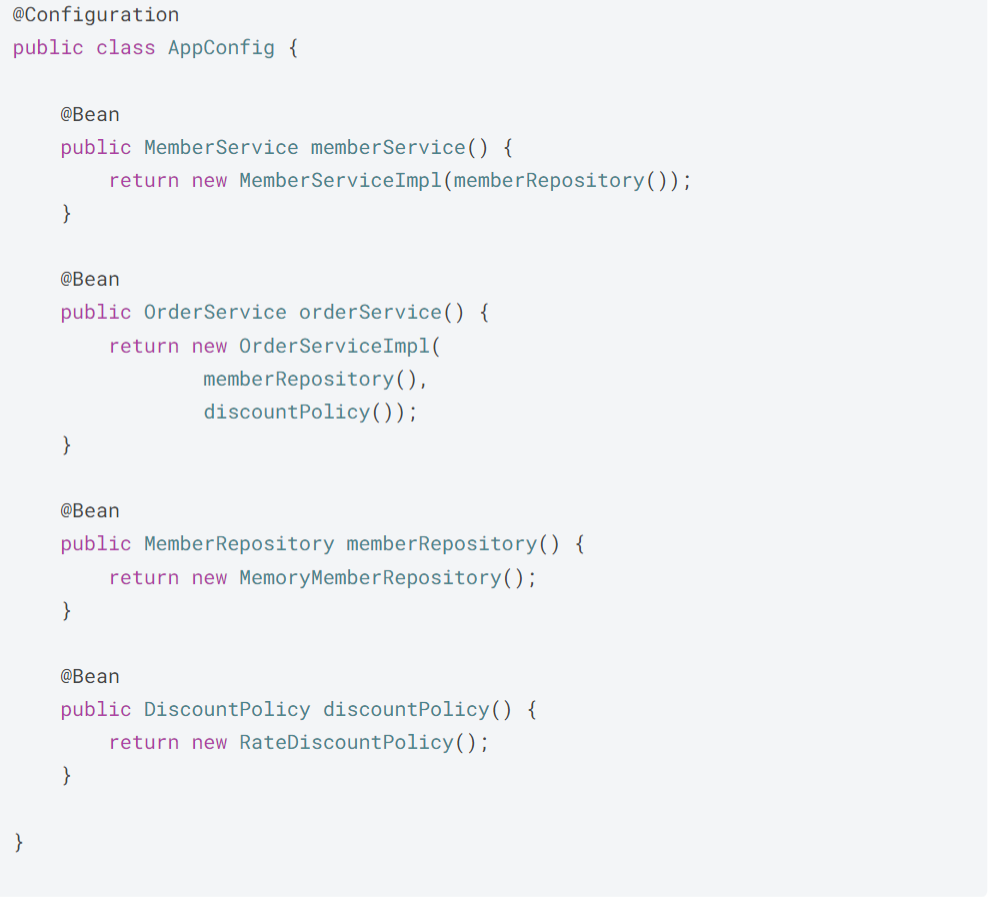 @Configuration
public class AppConfig {
    @Bean
    public MemberService memberService() {
        return new MemberServiceImpl(memberRepository());
    }
    @Bean
    public OrderService orderService() {
        return new OrderServiceImpl(
                memberRepository(),
                discountPolicy());
    }
    @Bean
    public MemberRepository memberRepository() {
        return new MemoryMemberRepository();
    }
    @Bean
    public DiscountPolicy discountPolicy() {
        return new RateDiscountPolicy();
    }
}